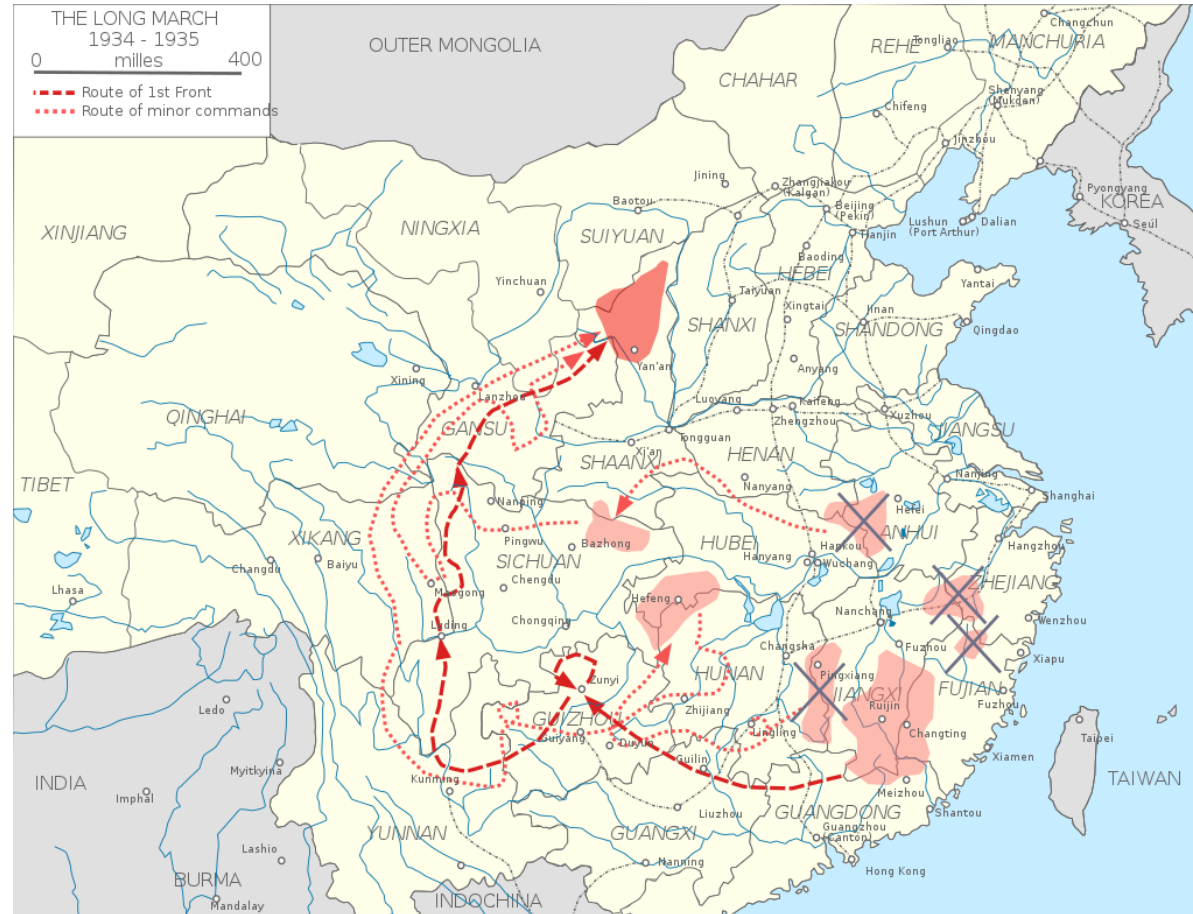 THE LONG MARCH
1934 - 1935
0 milles 400
Route of 1st Front
Route of minor commands
OUTER MONGOLIA
REHE
Tongliao
Changchun
MANCHURIA
CHAHAR
Chifeng
Shenyang
(Mukden)
Jinzhou
Jining
Zhangjiakou
(Kalgan)
Baotou
Beijing
(Pekin)
Lushun
(Port Arthur)
Dalian
Pyongyang
KOREA
Seúl
XINJIANG
NINGXIA
SUIYUAN
Tianjin
Baoding
HEBEI
Yinchuan
Taiyuan
Xingtai
Yantai
Jinan
SHANXI
SHANDONG
Qingdao
Yan'an
Anyang
Xining
Lanzhou
Luoyang
Kaifeng
Zhengzhou
Xuzhou
QINGHAI
GANSU
Xi'an
Tongguan
JIANGSU
SHAANXI
HENAN
TIBET
Nanyang
Nanjing
Shanghai
Nanping
Hefei
ANHUI
Pingwu
XIKANG
Bazhong
HUBEI
Hankou
Hanyang
Wuchang
Hangzhou
SICHUAN
Changdu
Baiyu
Chengdu
Maogong
ZHEJIANG
Lhasa
Hefeng
Nanchang
Wenzhou
Luding
Chongqing
Changsha
Fuzhou
Xiapu
Pingxiang
HUNAN
Zunyi
JIANGXI
FUJIAN
Fuzhou
Ledo
Zhijiang
Ruijin
GUIZHOU
Lingling
Changting
Guiyang
Duyun
Taipei
Guilin
Xiamen
INDIA
Myitkyina
Kunming
Meizhou
TAIWAN
Imphal
Liuzhou
GUANGDONG
Shantou
YUNNAN
GUANGXI
Guangzhou
(Canton)
Lashio
Nanning
Hong Kong
BURMA
INDOCHINA
Mandalay